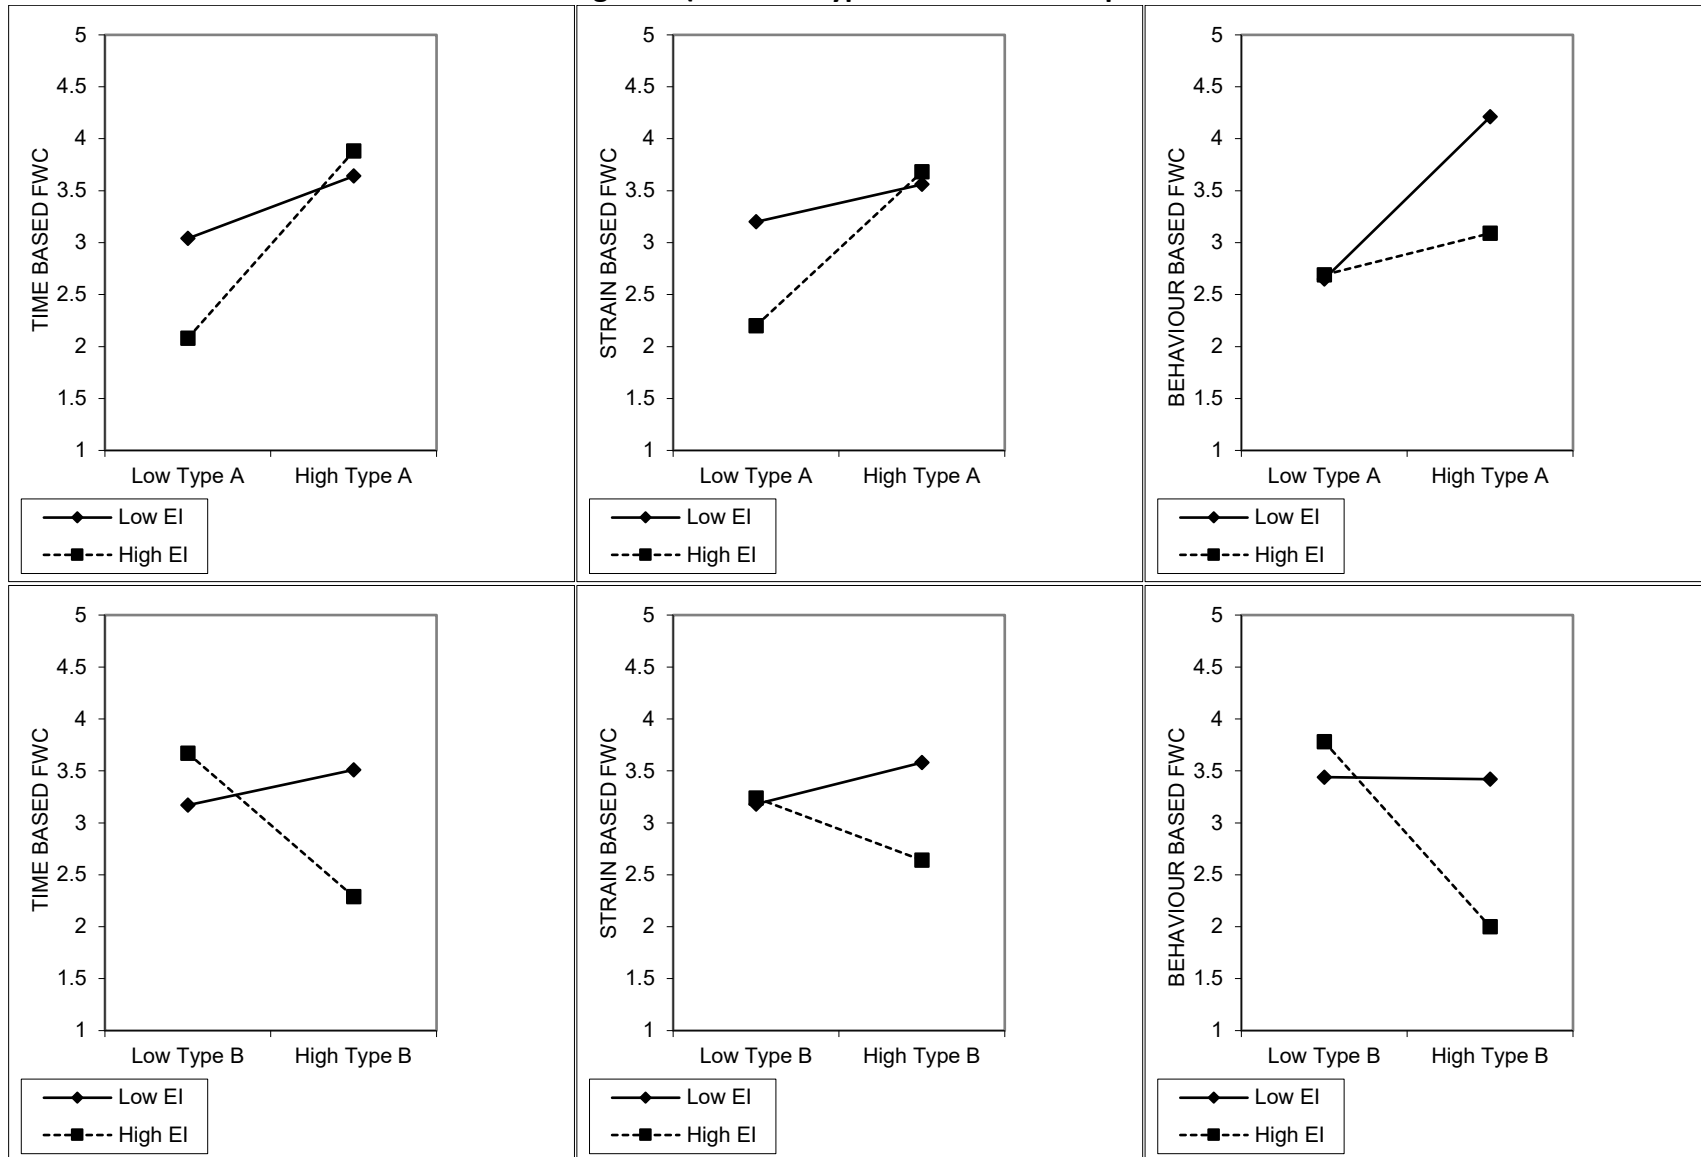 5
4.5
4
3.5
3
2.5
2
1.5
1
TIME BASED FWC
Low Type A High Type A
Low EI
High EI
5
4.5
4
3.5
3
2.5
2
1.5
1
STRAIN BASED FWC
Low Type A High Type A
Low EI
High EI
5
4.5
4
3.5
3
2.5
2
1.5
1
BEHAVIOUR BASED FWC
Low Type A High Type A
Low EI
High EI
5
4.5
4
3.5
3
2.5
2
1.5
1
TIME BASED FWC
Low Type B High Type B
Low EI
High EI
5
4.5
4
3.5
3
2.5
2
1.5
1
STRAIN BASED FWC
Low Type B High Type B
Low EI
High EI
5
4.5
4
3.5
3
2.5
2
1.5
1
BEHAVIOUR BASED FWC
Low Type B High Type B
Low EI
High EI